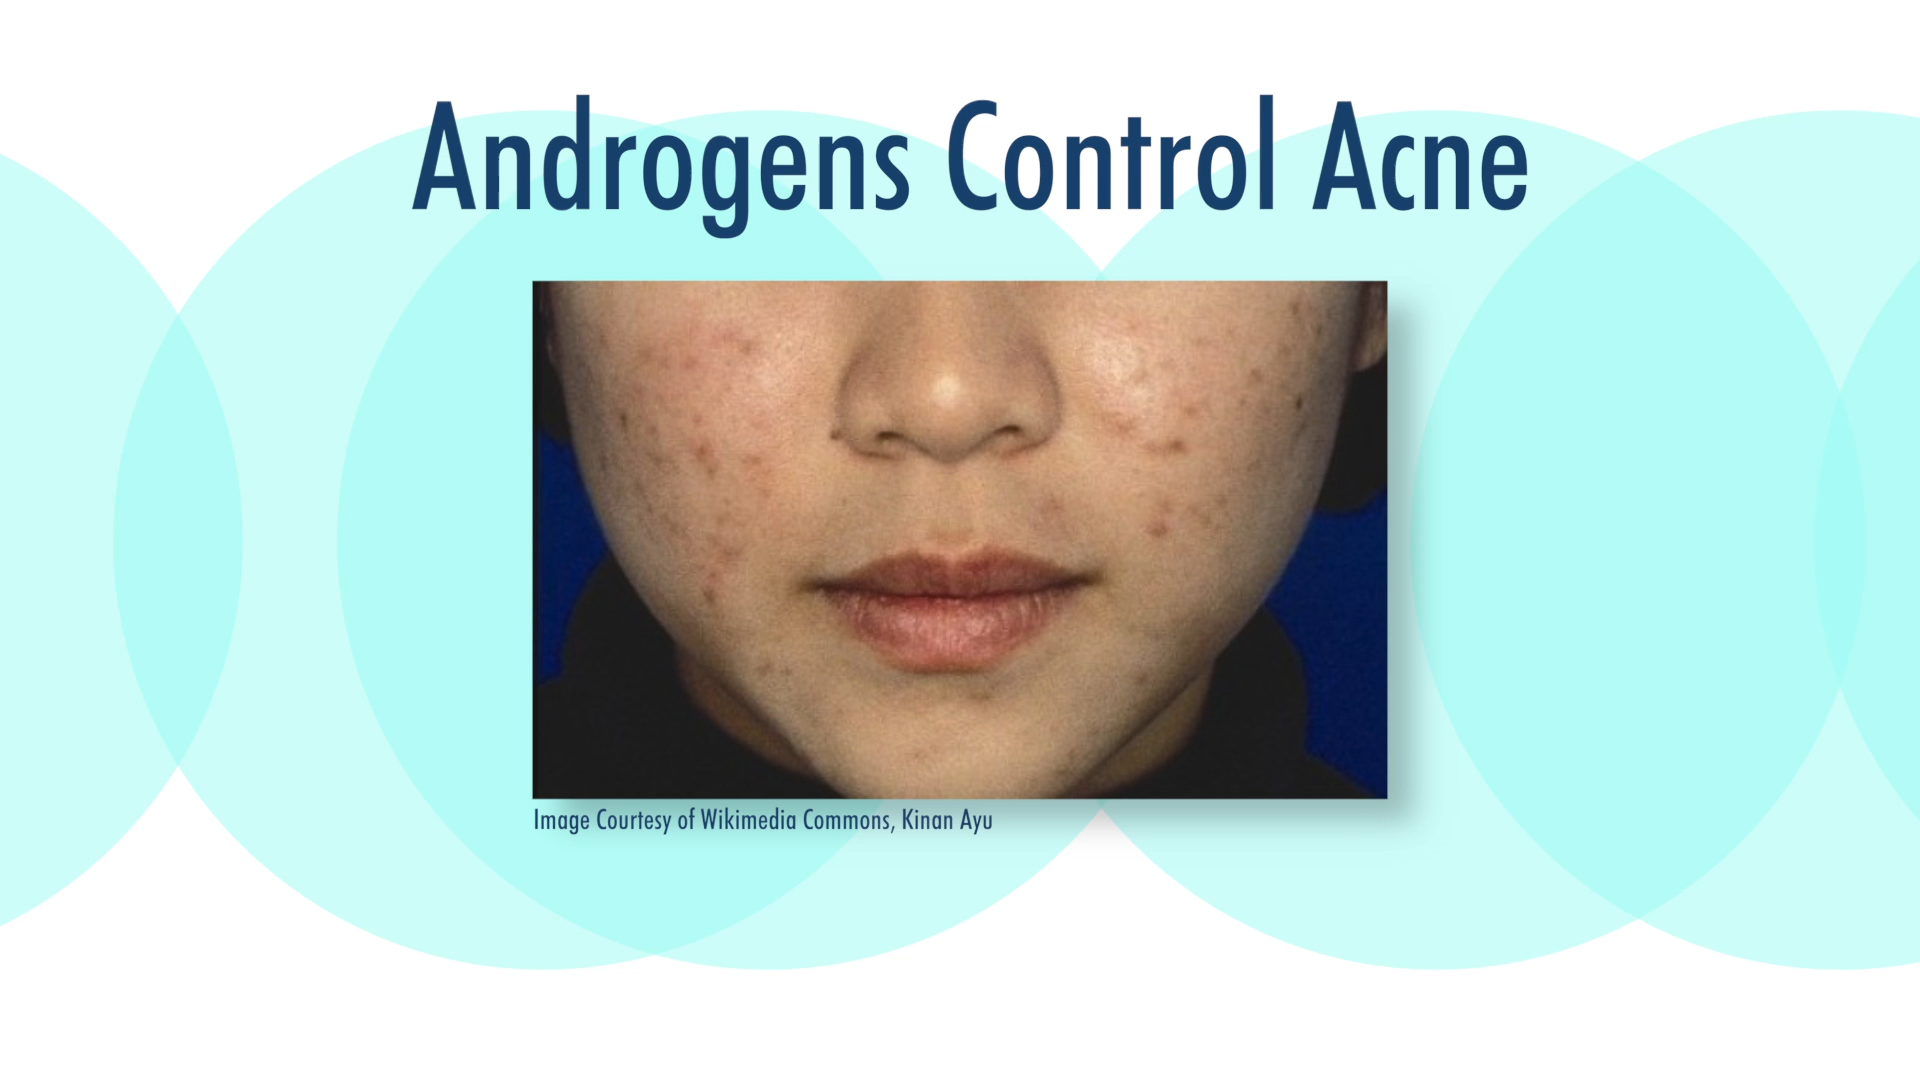 Androgens Control Acne
Image Courtesy of Wikimedia Commons, Kinan Ayu